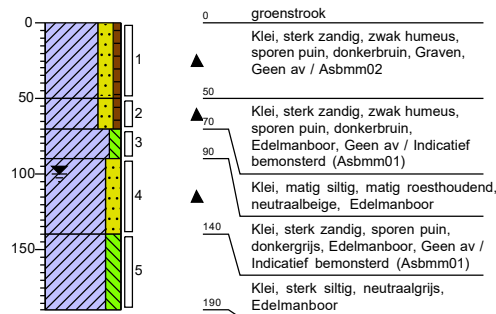 0
groenstrook
0
Klei, sterk zandig, zwak humeus,
sporen puin, donkerbruin, Graven,
Geen av / Asbmm02
1
50
50
Klei, sterk zandig, zwak humeus,
sporen puin, donkerbruin,
Edelmanboor, Geen av / Indicatief
bemonsterd (Asbmm01)
2
70
3
90
Klei, matig siltig, matig roesthoudend,
neutraalbeige, Edelmanboor
100
4
140
Klei, sterk zandig, sporen puin,
donkergrijs, Edelmanboor, Geen av /
Indicatief bemonsterd (Asbmm01)
150
5
Klei, sterk siltig, neutraalgrijs,
Edelmanboor
190